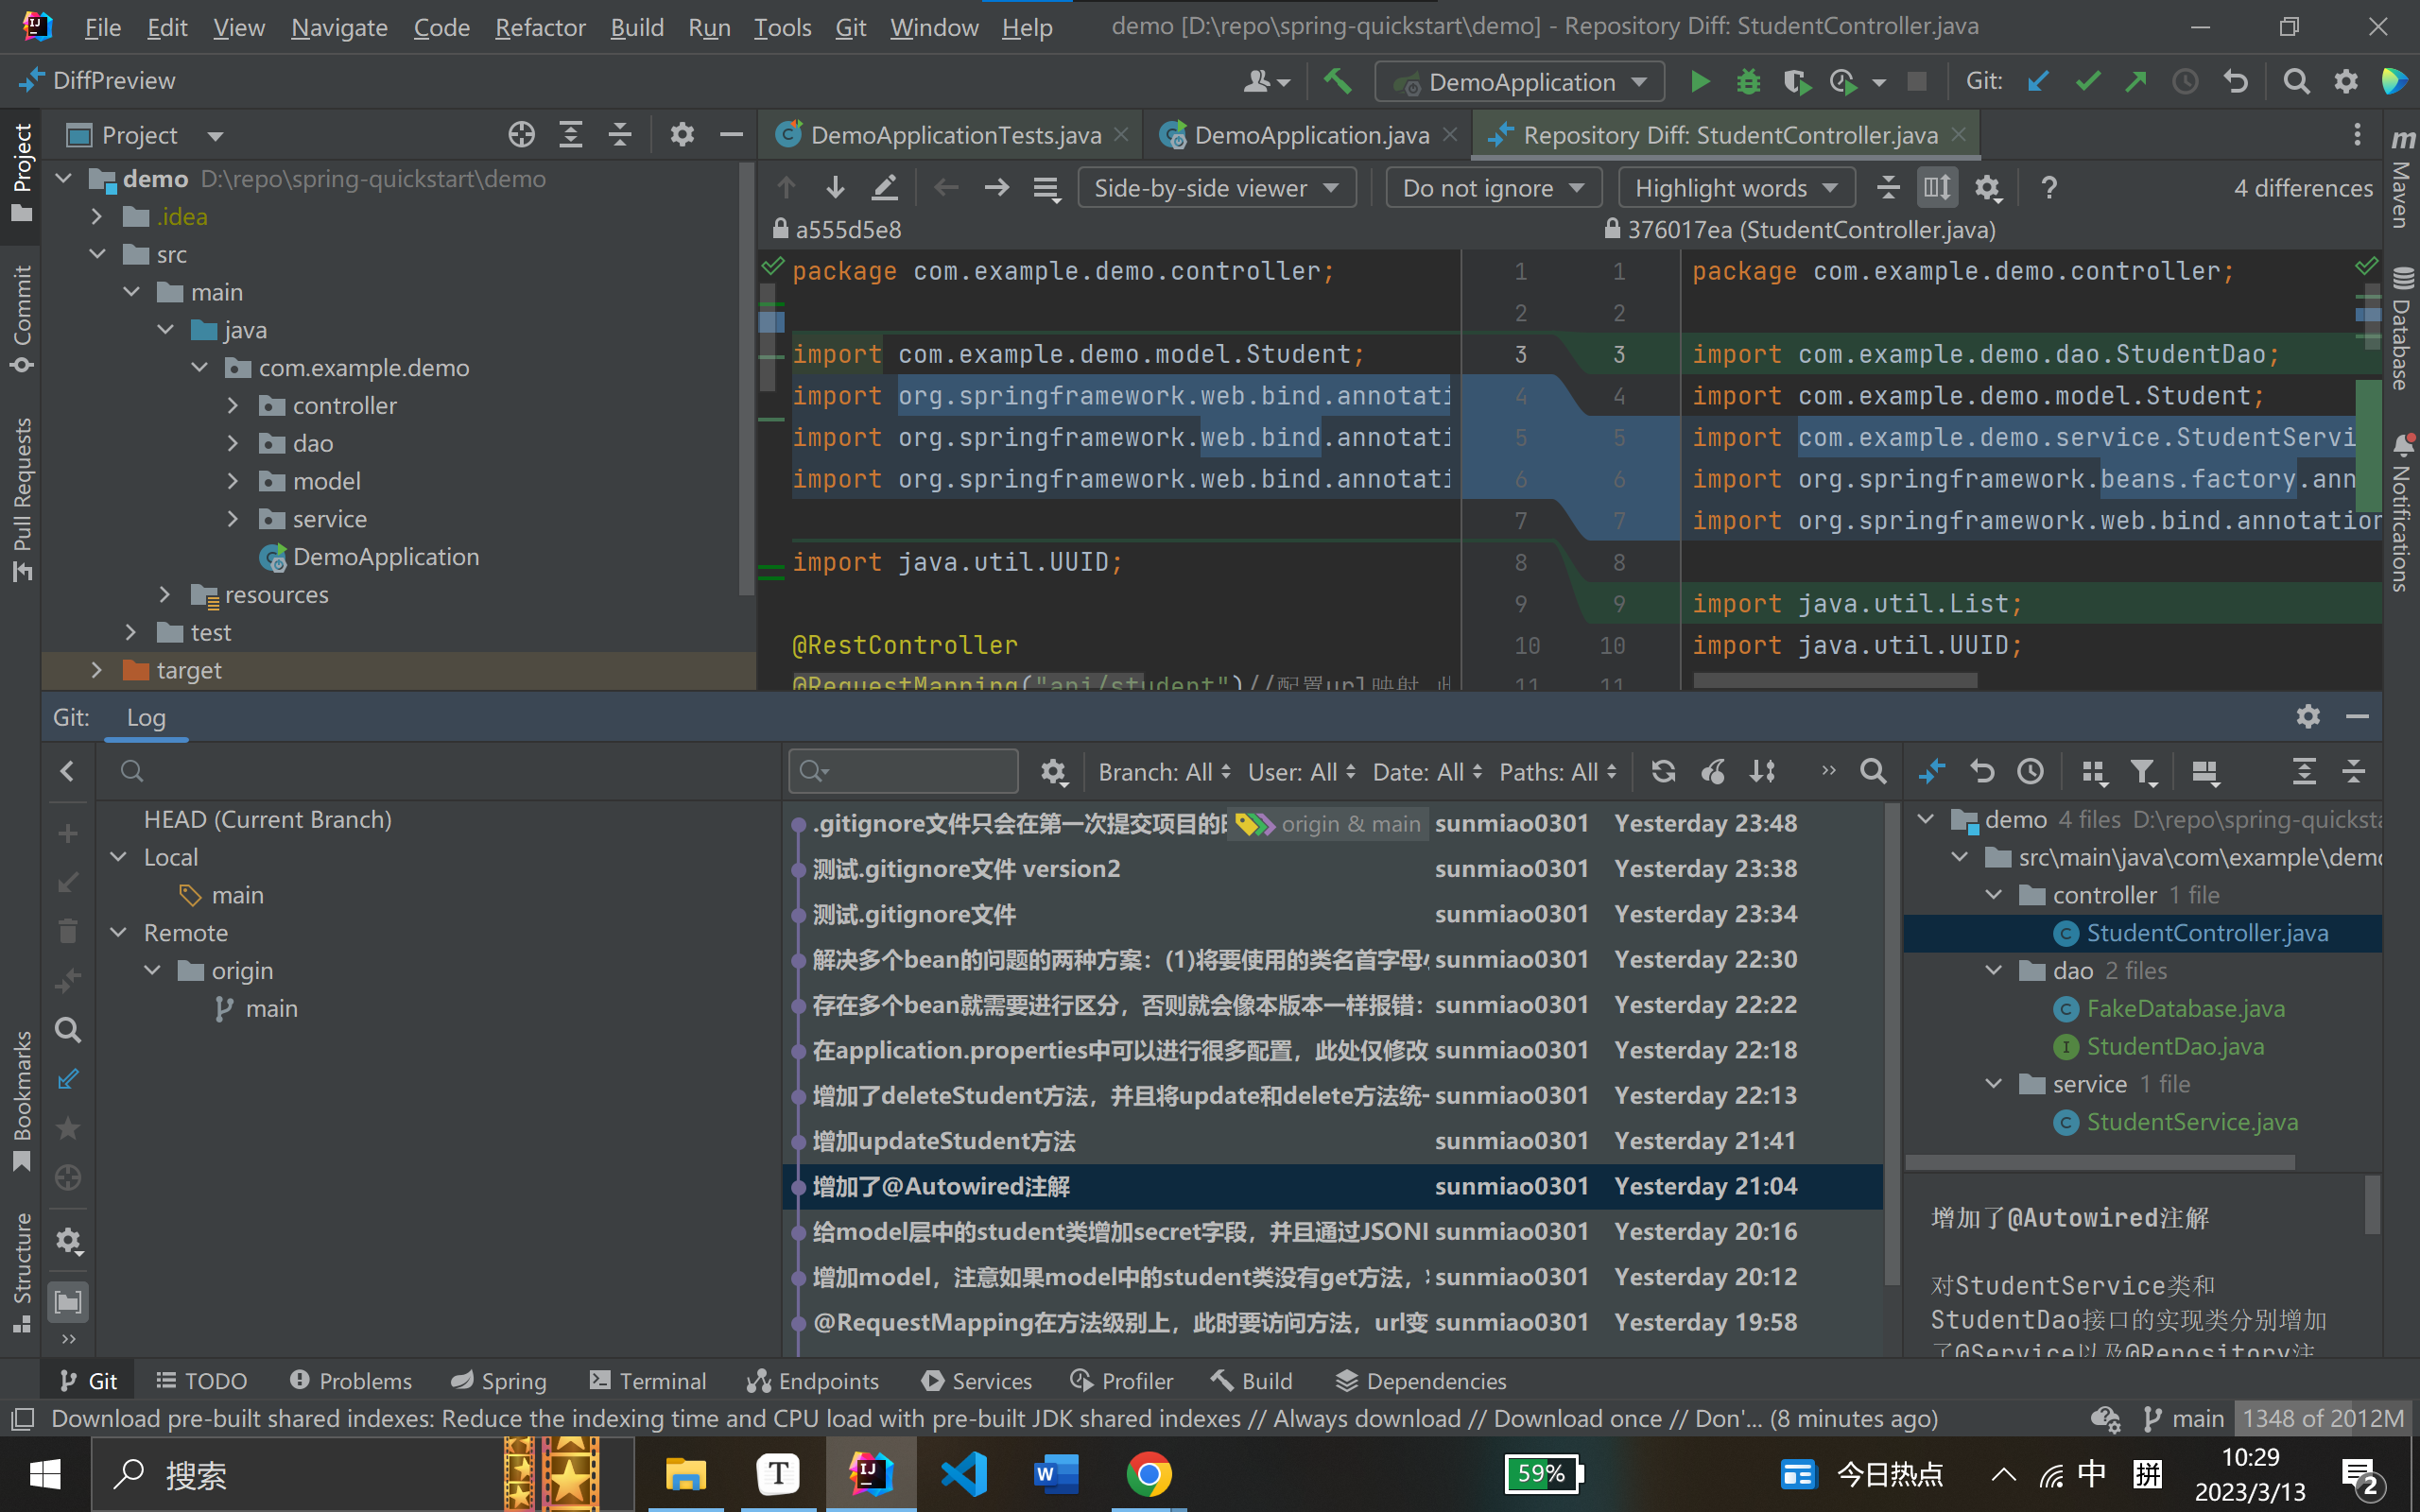 File Edit View Navigate Code Refactor Build Run Tools Git Window Help demo [D:\repo\spring-quickstart\demo] - Repository Diff: StudentController.java
DiffPreview DemoApplication Git:
Project DemoApplicationTests.java DemoApplication.java Repository Diff: StudentController.java
Side-by-side viewer Do not ignore Highlight words ? 4 differences
a555d5e8 376017ea (StudentController.java)
Project
Commit
Pull Requests
Bookmarks
Structure
demo D:\repo\spring-quickstart\demo
.idea
src
main
java
com.example.demo
controller
dao
model
service
DemoApplication
resources
test
target
package com.example.demo.controller; 1 1 package com.example.demo.controller;
2 2
import com.example.demo.model.Student; 3 3 import com.example.demo.dao.StudentDao;
import org.springframework.web.bind.annotati 4 4 import com.example.demo.model.Student;
import org.springframework.web.bind.annotati 5 5 import com.example.demo.service.StudentServi
import org.springframework.web.bind.annotati 6 6 import org.springframework.beans.factory.ann
7 7 import org.springframework.web.bind.annotation
import java.util.UUID; 8 8
9 9 import java.util.List;
@RestController 10 10 import java.util.UUID;
@RequestMapping("api/student")//配置url映射 11 11
Maven
Database
Notifications
Git: Log
Branch: All User: All Date: All Paths: All
HEAD (Current Branch)
Local
main
Remote
origin
main
.gitignore文件只会在第一次提交项目的 origin & main sunmiao0301 Yesterday 23:48
测试.gitignore文件 version2 sunmiao0301 Yesterday 23:38
测试.gitignore文件 sunmiao0301 Yesterday 23:34
解决多个bean的问题的两种方案：(1)将要使用的类名首字母 sunmiao0301 Yesterday 22:30
存在多个bean就需要进行区分，否则就会像本版本一样报错： sunmiao0301 Yesterday 22:22
在application.properties中可以进行很多配置，此处仅修改 sunmiao0301 Yesterday 22:18
增加了deleteStudent方法，并且将update和delete方法统一 sunmiao0301 Yesterday 22:13
增加updateStudent方法 sunmiao0301 Yesterday 21:41
增加了@Autowired注解 sunmiao0301 Yesterday 21:04
给model层中的student类增加secret字段，并且通过JSONI sunmiao0301 Yesterday 20:16
增加model，注意如果model中的student类没有get方法， sunmiao0301 Yesterday 20:12
@RequestMapping在方法级别上，此时要访问方法，url变 sunmiao0301 Yesterday 19:58
demo 4 files D:\repo\spring-quicksta
src\main\java\com\example\demo
controller 1 file
StudentController.java
dao 2 files
FakeDatabase.java
StudentDao.java
service 1 file
StudentService.java
增加了@Autowired注解
对StudentService类和
StudentDao接口的实现类分别增加
了@Service以及@Repository注
Git TODO Problems Spring Terminal Endpoints Services Profiler Build Dependencies
Download pre-built shared indexes: Reduce the indexing time and CPU load with pre-built JDK shared indexes // Always download // Download once // Don'... (8 minutes ago) main 1348 of 2012M
搜索 59% 今日热点 中 拼 10:29
2023/3/13 2